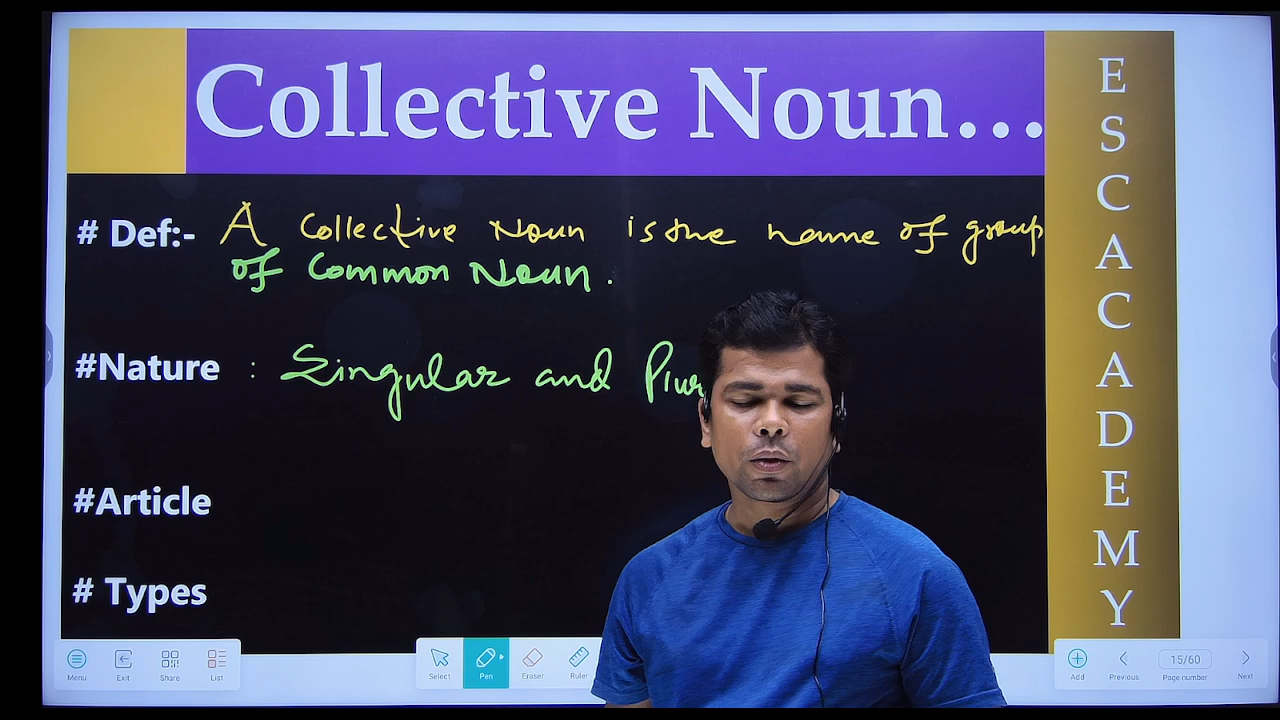 Collective Noun...
# Def:- A Collective Noun is the name of group
of Common Noun.
#Nature : Singular and Plur
#Article
# Types
ESCACADEMY
Menu
Exit
Share
List
Select
Pen
Eraser
Ruler
Add
Previous
15/60
Page number
Next